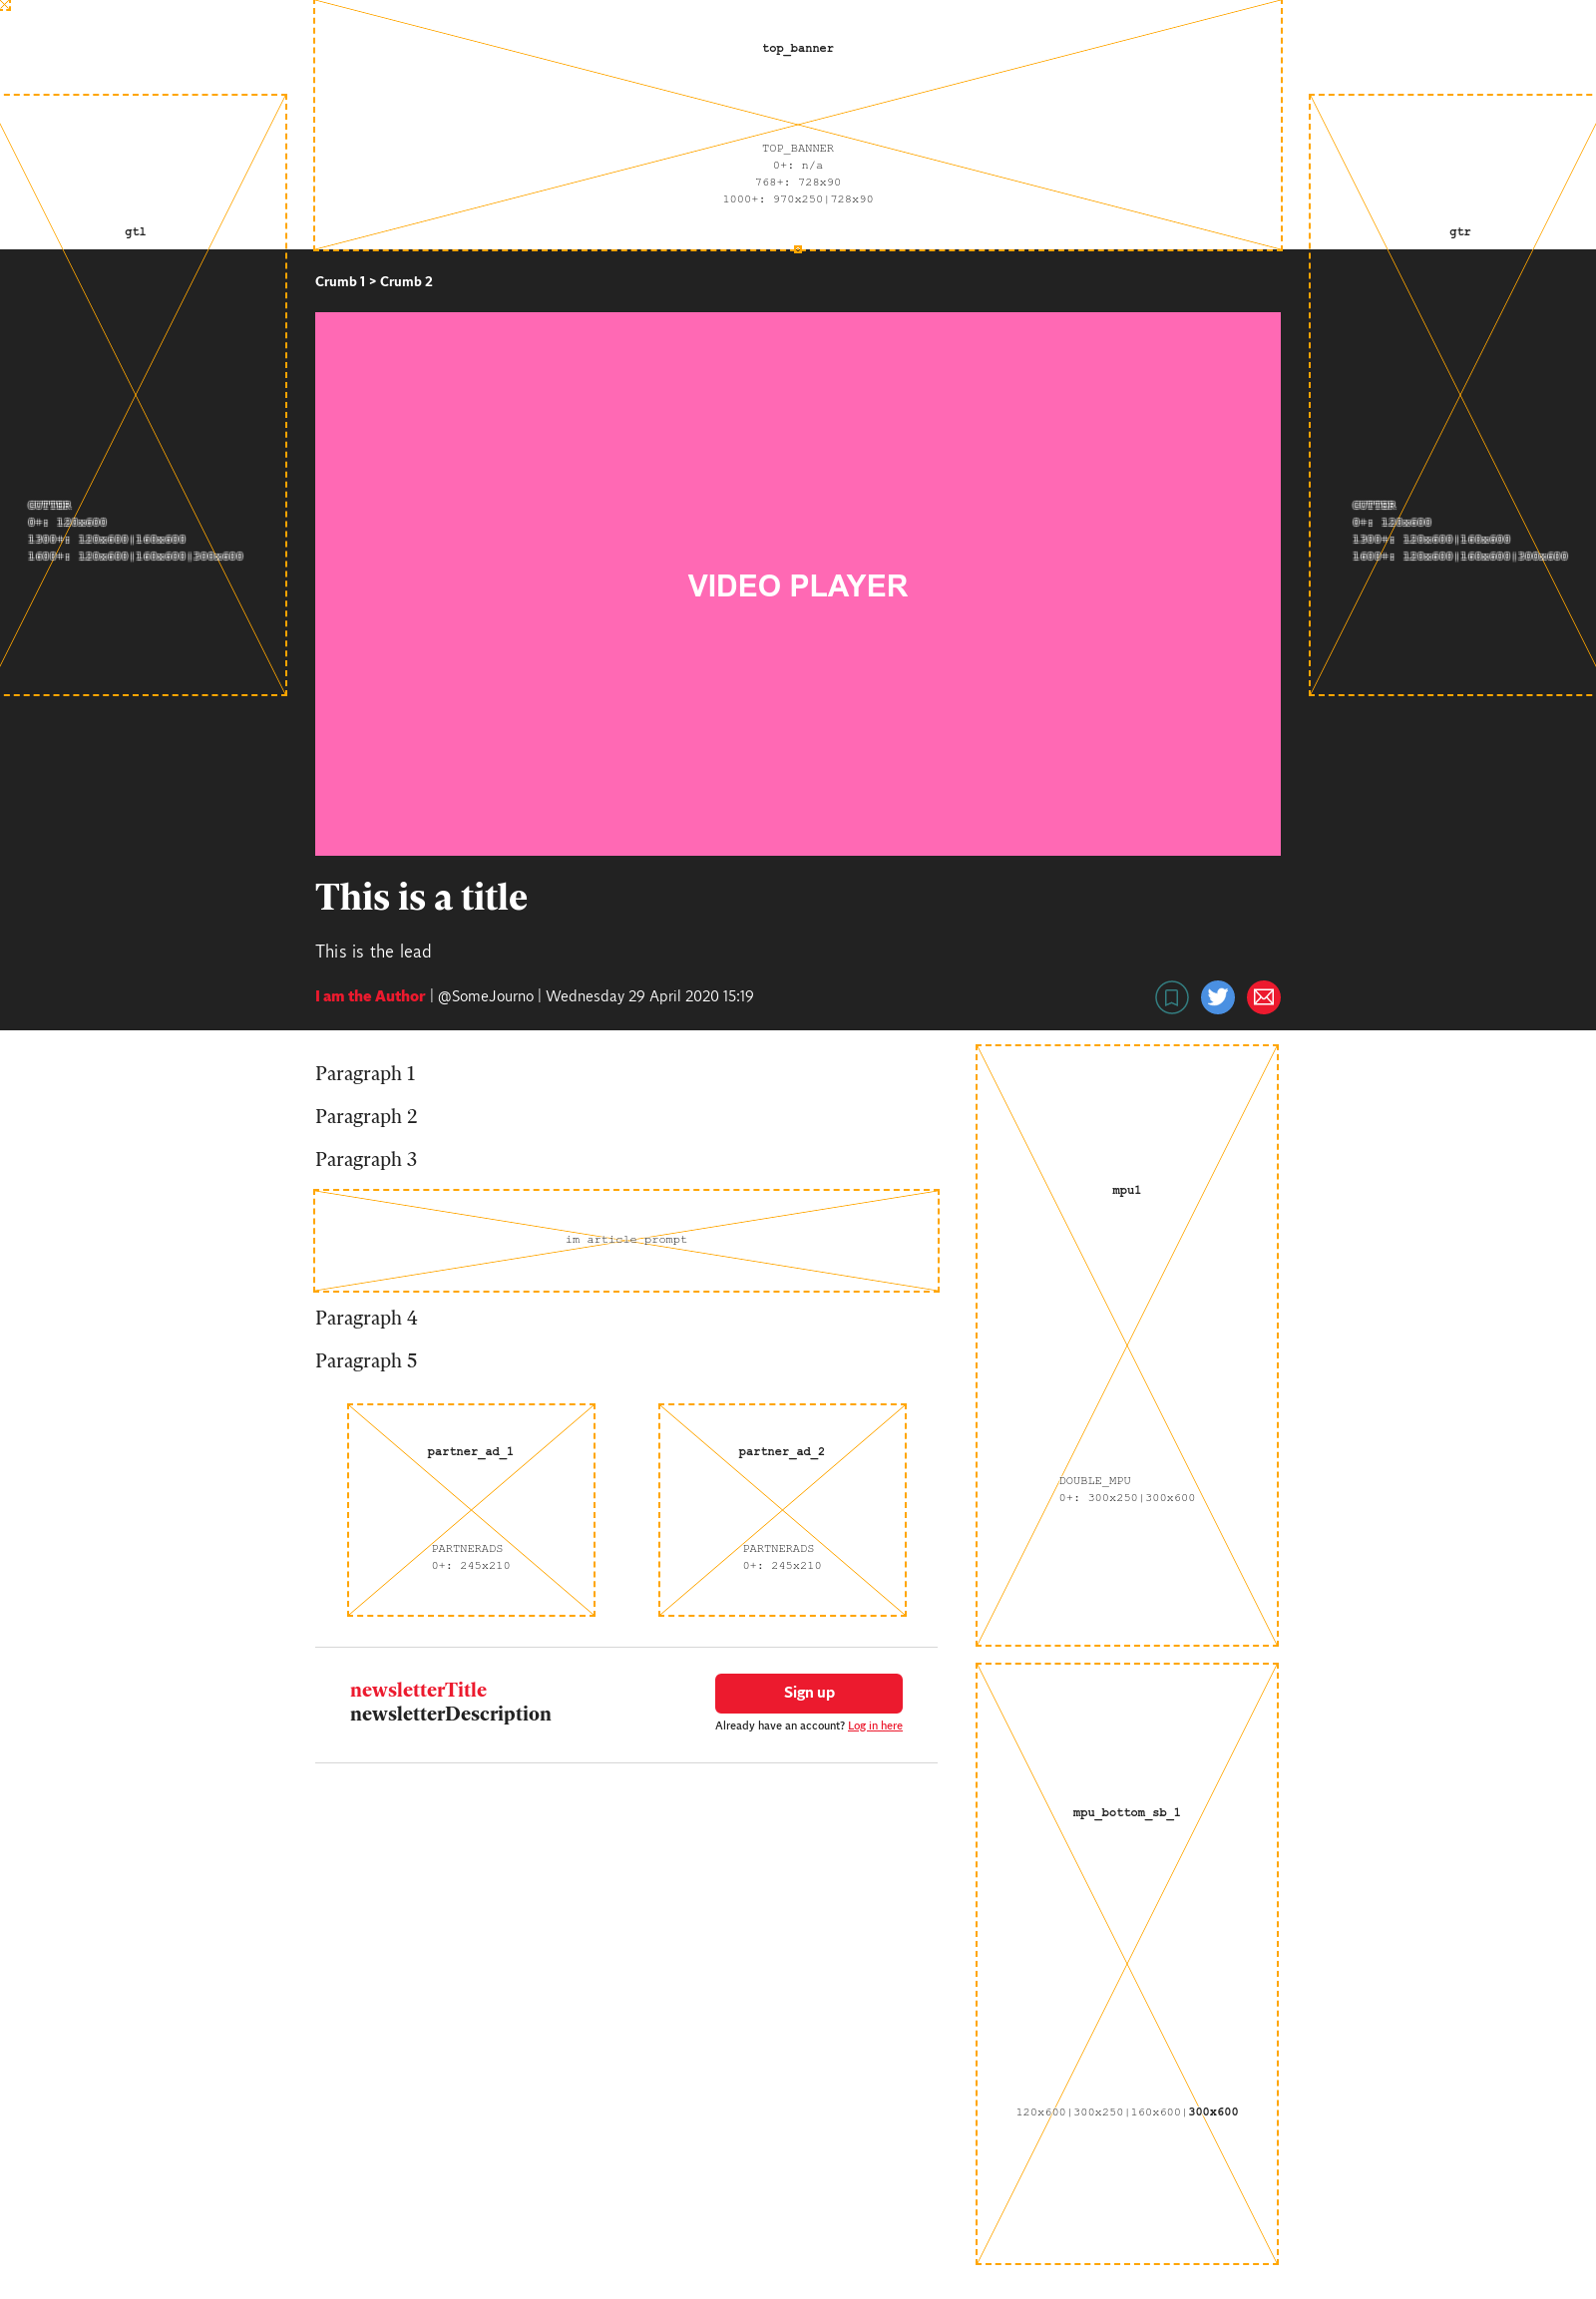 top_banner
TOP_BANNER
0+: n/a
768+: 728x90
1000+: 970x250|728x90
gtl
GUTTER
0+: 120x600
1300+: 120x600|160x600
1600+: 120x600|160x600|300x600
gtr
GUTTER
0+: 120x600
1300+: 120x600|160x600
1600+: 120x600|160x600|300x600
Crumb 1 > Crumb 2
VIDEO PLAYER
This is a title
This is the lead
I am the Author | @SomeJourno | Wednesday 29 April 2020 15:19
Paragraph 1
Paragraph 2
Paragraph 3
im article prompt
Paragraph 4
Paragraph 5
partner_ad_1
PARTNERADS
0+: 245x210
partner_ad_2
PARTNERADS
0+: 245x210
newsletterTitle
newsletterDescription
Sign up
Already have an account? Log in here
mpu1
DOUBLE_MPU
0+: 300x250|300x600
mpu_bottom_sb_1
120x600|300x250|160x600|300x600